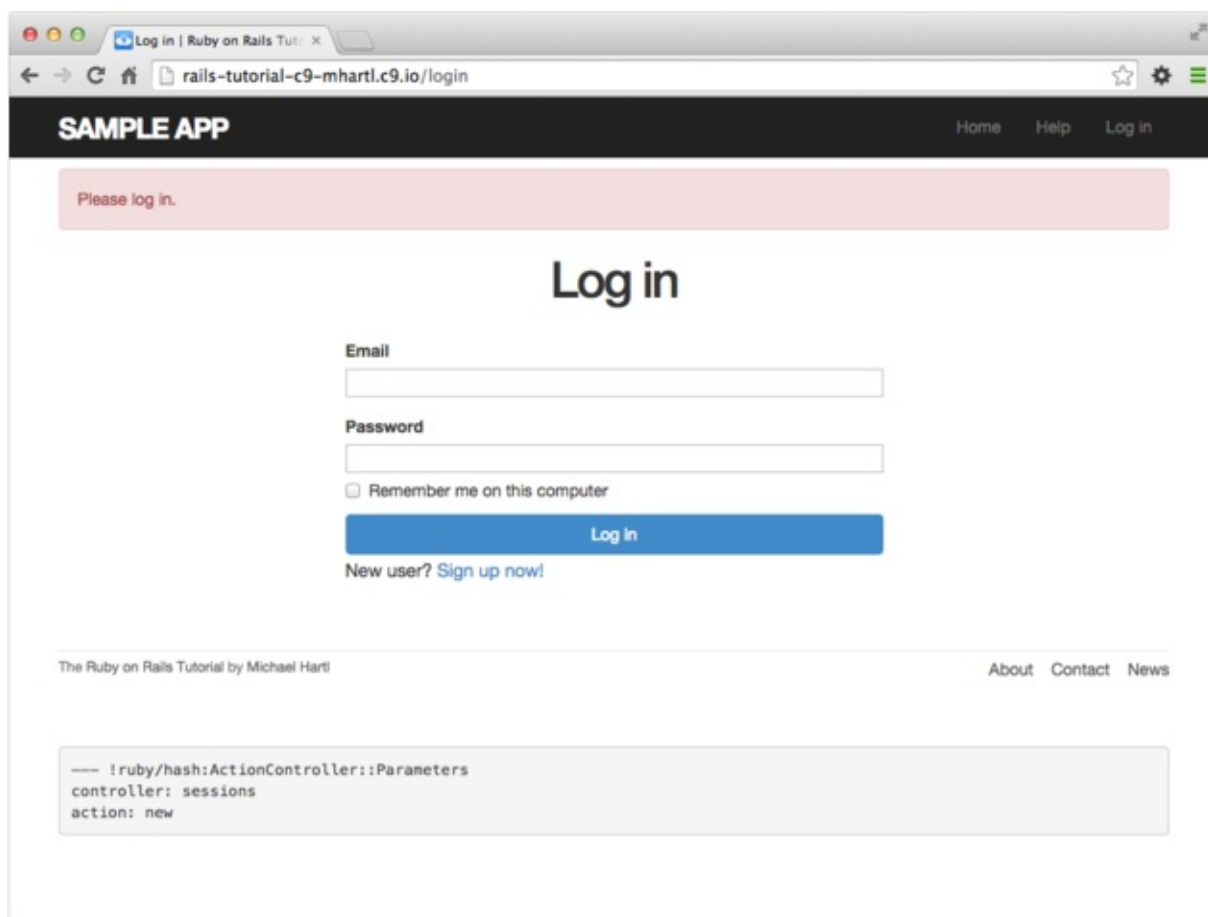 Log in | Ruby on Rails Tut
rails-tutorial-c9-mhartl.c9.io/login
SAMPLE APP
Home Help Log in
Please log in.
Log in
Email
Password
Remember me on this computer
Log in
New user? Sign up now!
The Ruby on Rails Tutorial by Michael Hartl
About Contact News
--- !ruby/hash:ActionController::Parameters
controller: sessions
action: new